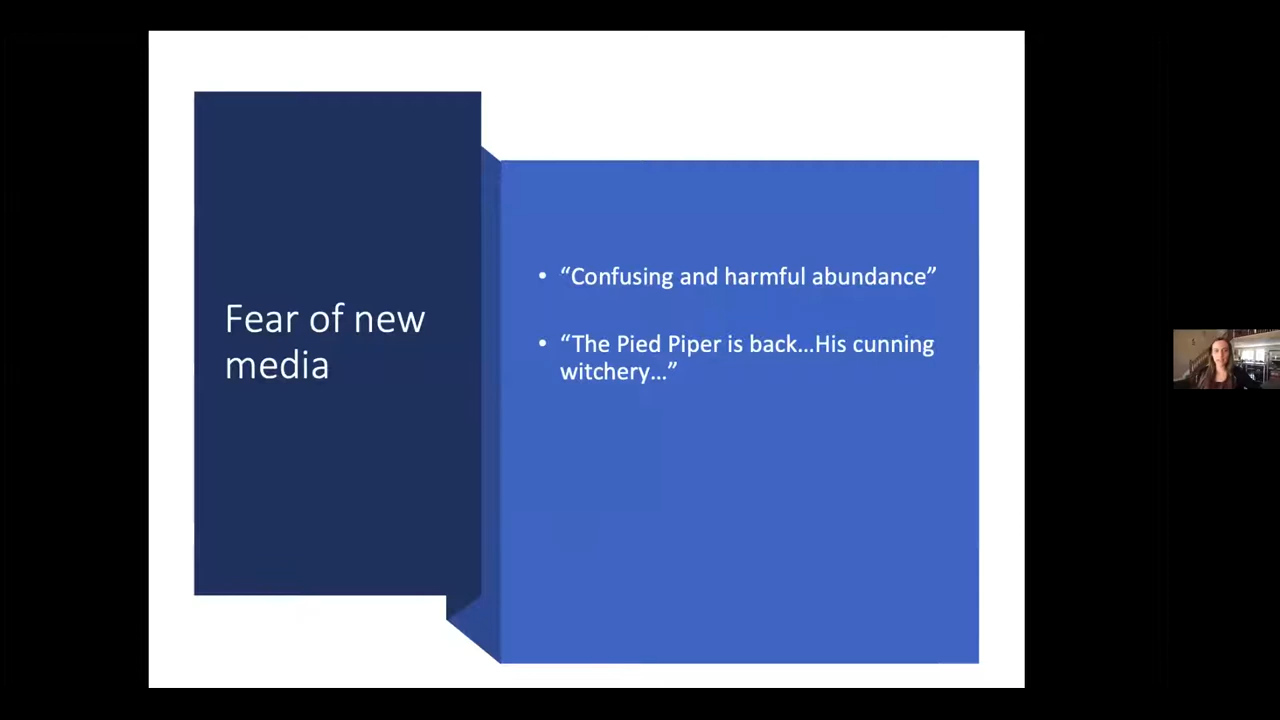 Fear of new
media
• “Confusing and harmful abundance”
• “The Pied Piper is back…His cunning
witchery…”